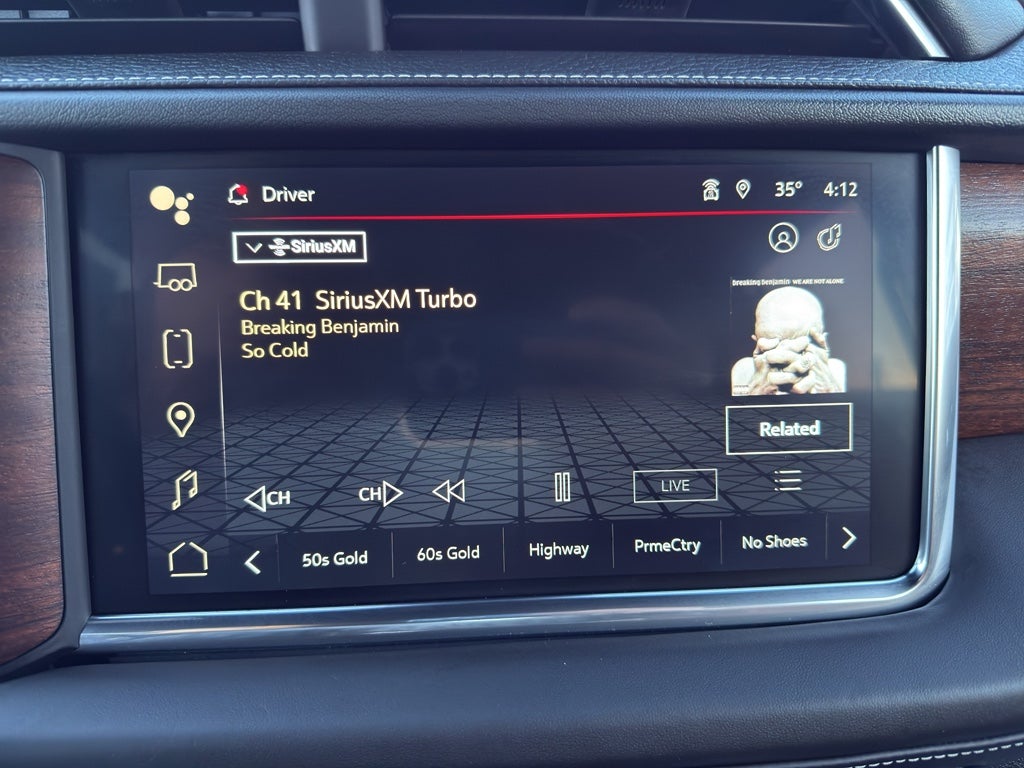 Driver
35° 4:12
SiriusXM
Ch 41 SiriusXM Turbo
Breaking Benjamin
So Cold
Breaking Benjamin WE ARE NOT ALONE
Related
CH
CH
LIVE
50s Gold
60s Gold
Highway
PrmeCtry
No Shoes